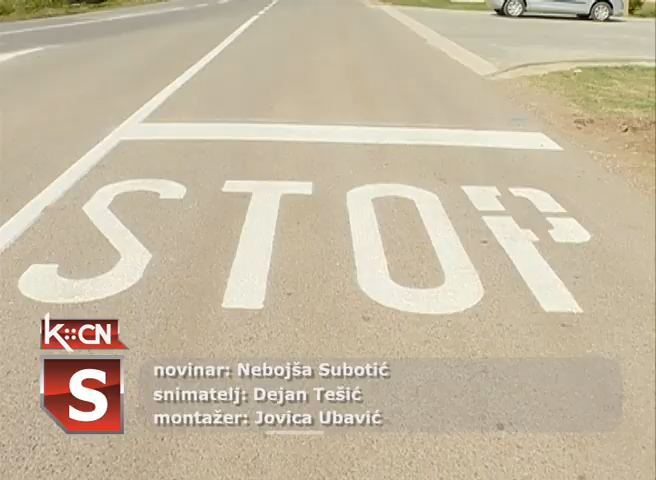 STOP
K::CN
S
novinar: Nebojša Subotić
snimatelj: Dejan Tešić
montažer: Jovica Ubavić